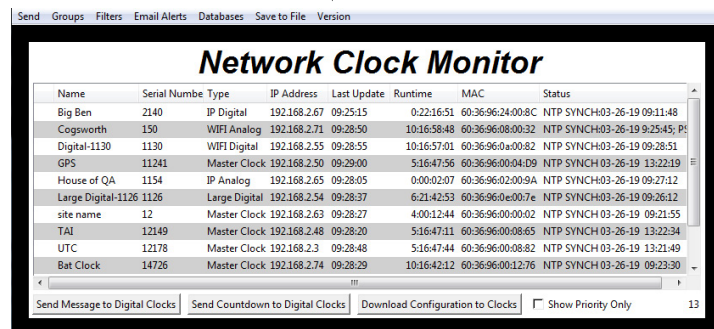 Send Groups Filters Email Alerts Databases Save to File Version
Network Clock Monitor
Name Serial Numbe Type IP Address Last Update Runtime MAC Status
Big Ben 2140 IP Digital 192.168.2.67 09:25:15 0:22:16:51 60:36:96:24:00:8C NTP SYNCH:03-26-19 09:11:48
Cogsworth 150 WIFI Analog 192.168.2.71 09:28:50 10:16:58:48 60:36:96:08:00:32 NTP SYNCH:03-26-19 9:25:45; PS
Digital-1130 1130 WIFI Digital 192.168.2.55 09:28:55 10:16:57:01 60:36:96:0a:00:82 NTP SYNCH:03-26-19 09:28:51
GPS 11241 Master Clock 192.168.2.50 09:29:00 5:16:47:56 60:36:96:00:04:D9 NTP SYNCH 03-26-19 13:22:19
House of QA 1154 IP Analog 192.168.2.65 09:28:05 0:00:02:07 60:36:96:02:00:9A NTP SYNCH:03-26-19 09:27:12
Large Digital-1126 1126 Large Digital 192.168.2.54 09:28:37 6:21:42:53 60:36:96:0e:00:7e NTP SYNCH:03-26-19 09:26:12
site name 12 Master Clock 192.168.2.63 09:28:27 4:00:12:44 60:36:96:00:00:02 NTP SYNCH 03-26-19 09:21:55
TAI 12149 Master Clock 192.168.2.48 09:28:20 5:16:47:11 60:36:96:00:08:65 NTP SYNCH 03-26-19 13:22:34
UTC 12178 Master Clock 192.168.2.3 09:28:48 5:16:47:44 60:36:96:00:08:82 NTP SYNCH 03-26-19 13:21:49
Bat Clock 14726 Master Clock 192.168.2.74 09:28:29 10:16:42:12 60:36:96:00:12:76 NTP SYNCH 03-26-19 09:23:30
Send Message to Digital Clocks Send Countdown to Digital Clocks Download Configuration to Clocks Show Priority Only 13